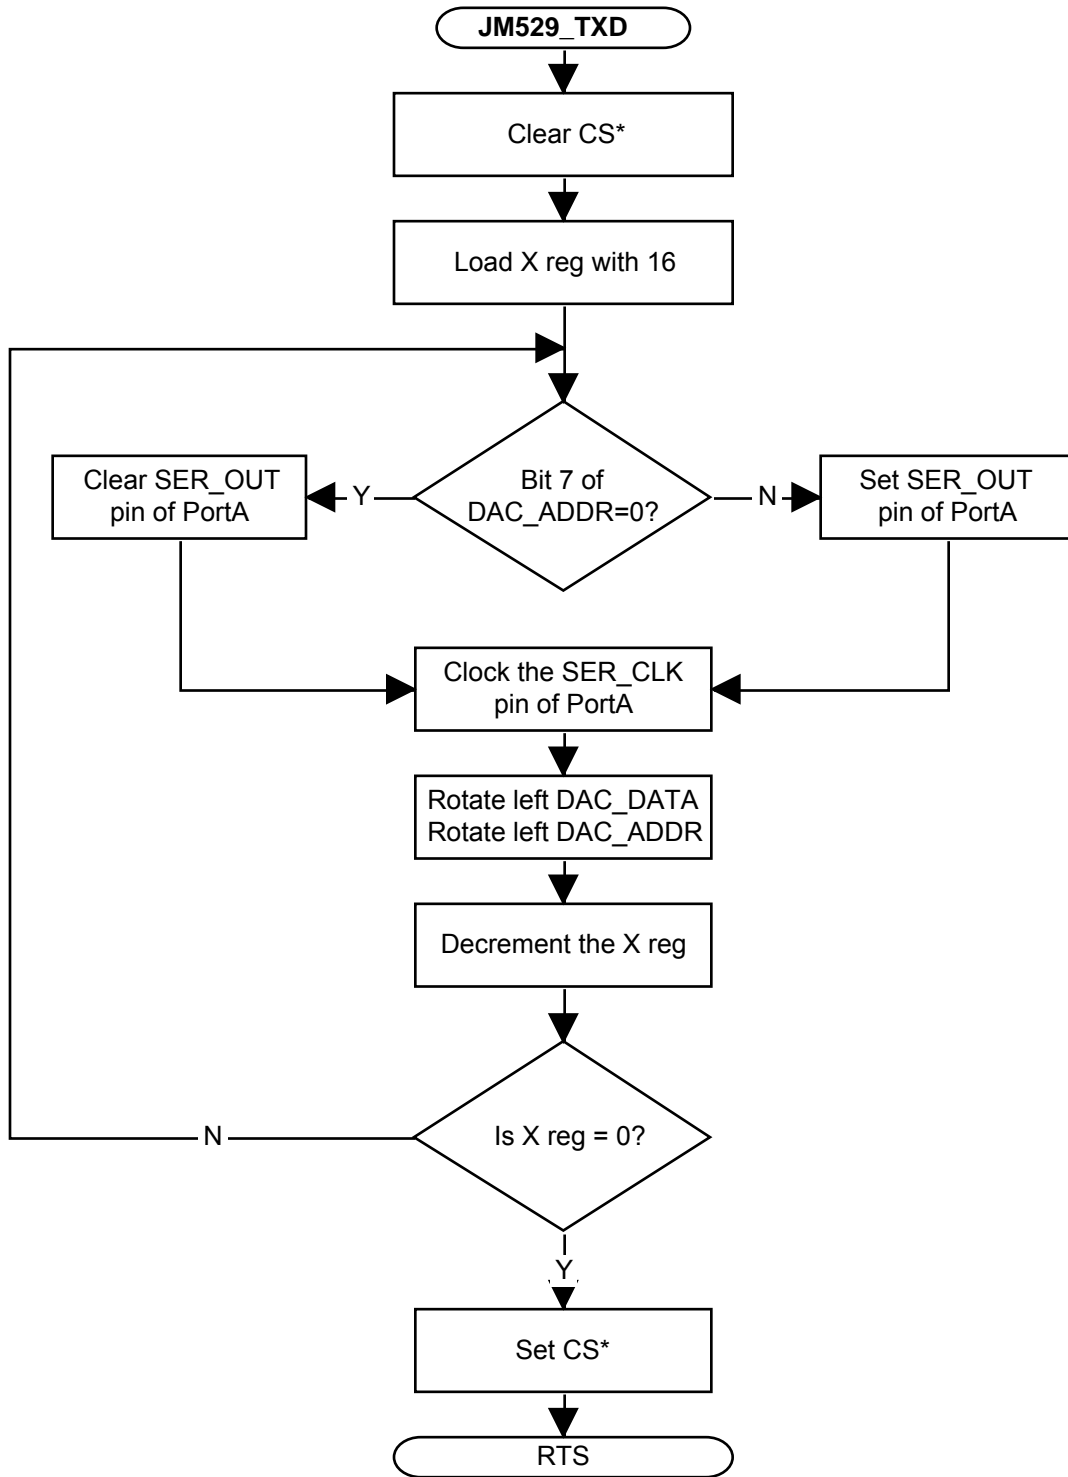 JM529_TXD
Clear CS*
Load X reg with 16
Bit 7 of
DAC_ADDR=0?
Y
Clear SER_OUT
pin of PortA
N
Set SER_OUT
pin of PortA
Clock the SER_CLK
pin of PortA
Rotate left DAC_DATA
Rotate left DAC_ADDR
Decrement the X reg
Is X reg = 0?
N
Y
Set CS*
RTS